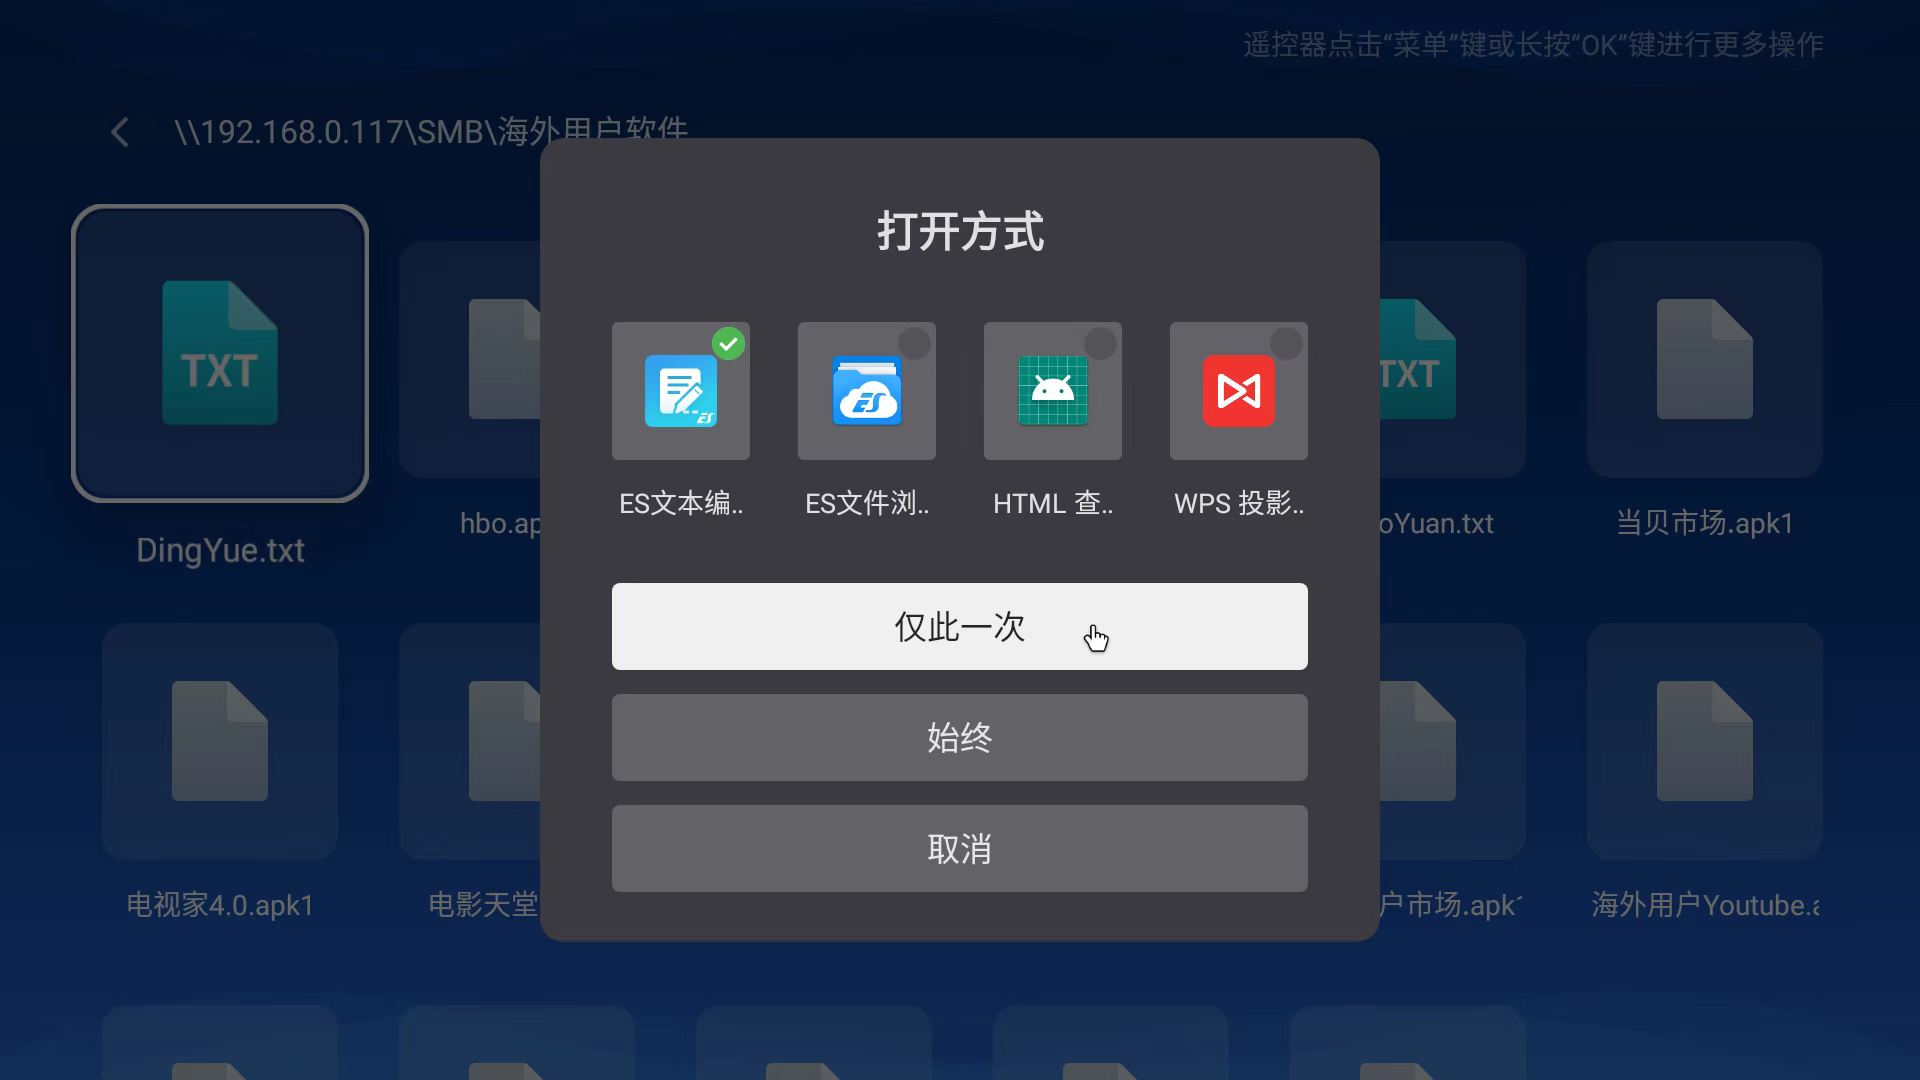 遥控器点击“菜单”键或长按“OK”键进行更多操作
\\192.168.0.117\SMB\海外用户软件
打开方式
TXT
TXT
ES
ES
ES文本编..
ES文件浏..
HTML 查..
WPS 投影..
DingYue.txt
hbo.ap
oYuan.txt
当贝市场.apk1
仅此一次
始终
取消
电视家4.0.apk1
电影天堂
户市场.apk1
海外用户Youtube.a